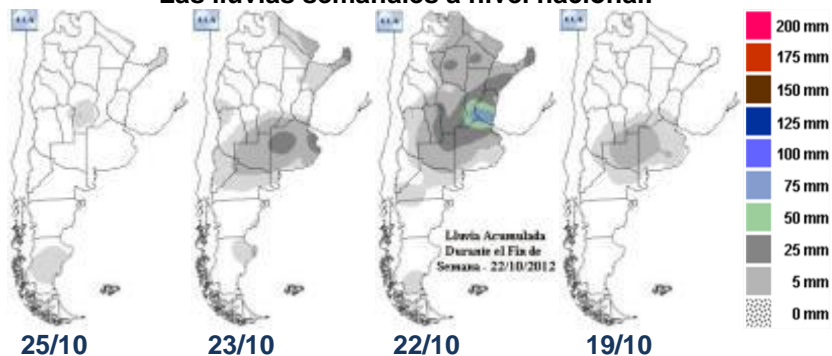 Las lluvias semanales a nivel nacional.
200 mm
175 mm
150 mm
125 mm
100 mm
75 mm
50 mm
25 mm
5 mm
0 mm
Lluvia Acumulada
Durante el Fin de
Semana - 22/10/2012
25/10
23/10
22/10
19/10